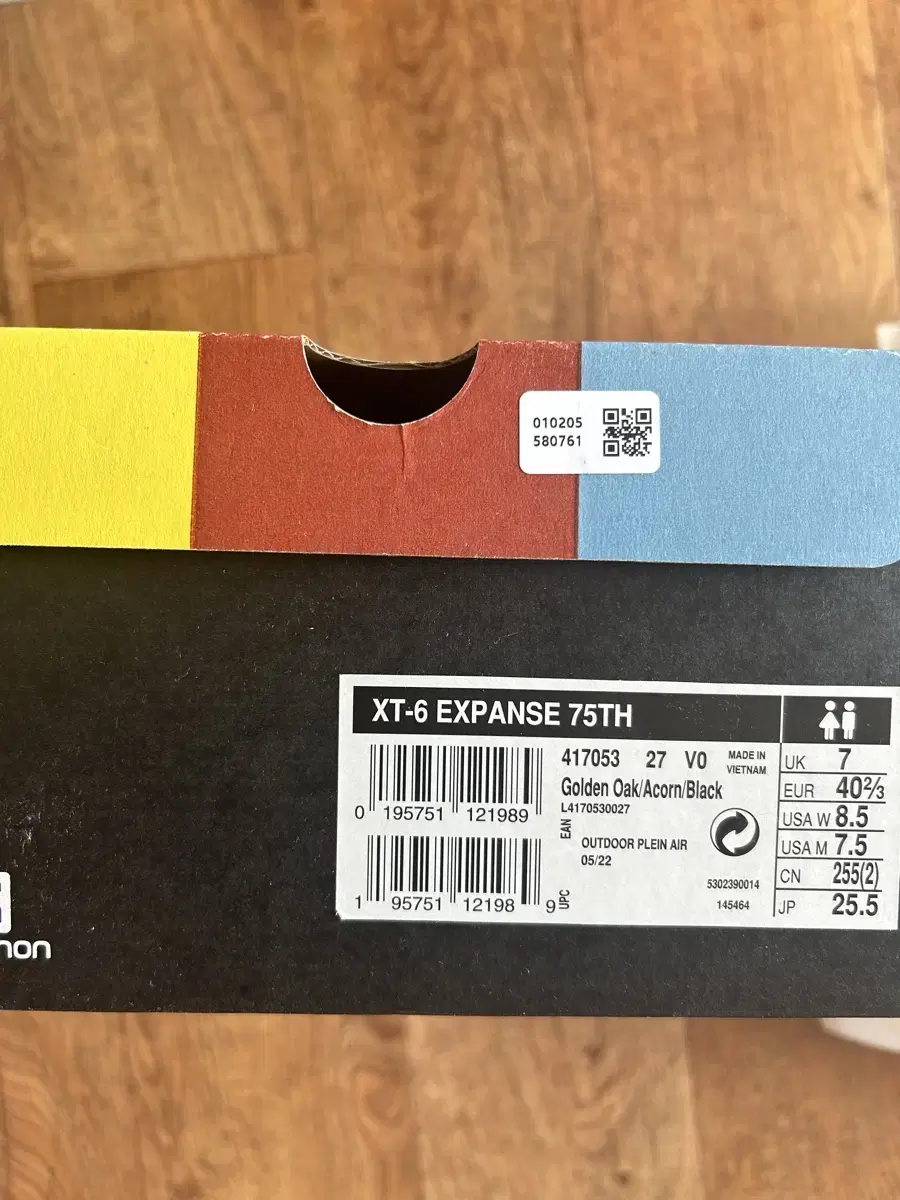 010205
580761
XT-6 EXPANSE 75TH
0 195751 121989
417053 27 V0
MADE IN
VIETNAM
Golden Oak/Acorn/Black
L4170530027
EAN
OUTDOOR PLEIN AIR
05/22
5302390014
145464
1 95751 12198 9
UPC
UK 7
EUR 40⅔
USA W 8.5
USA M 7.5
CN 255(2)
JP 25.5